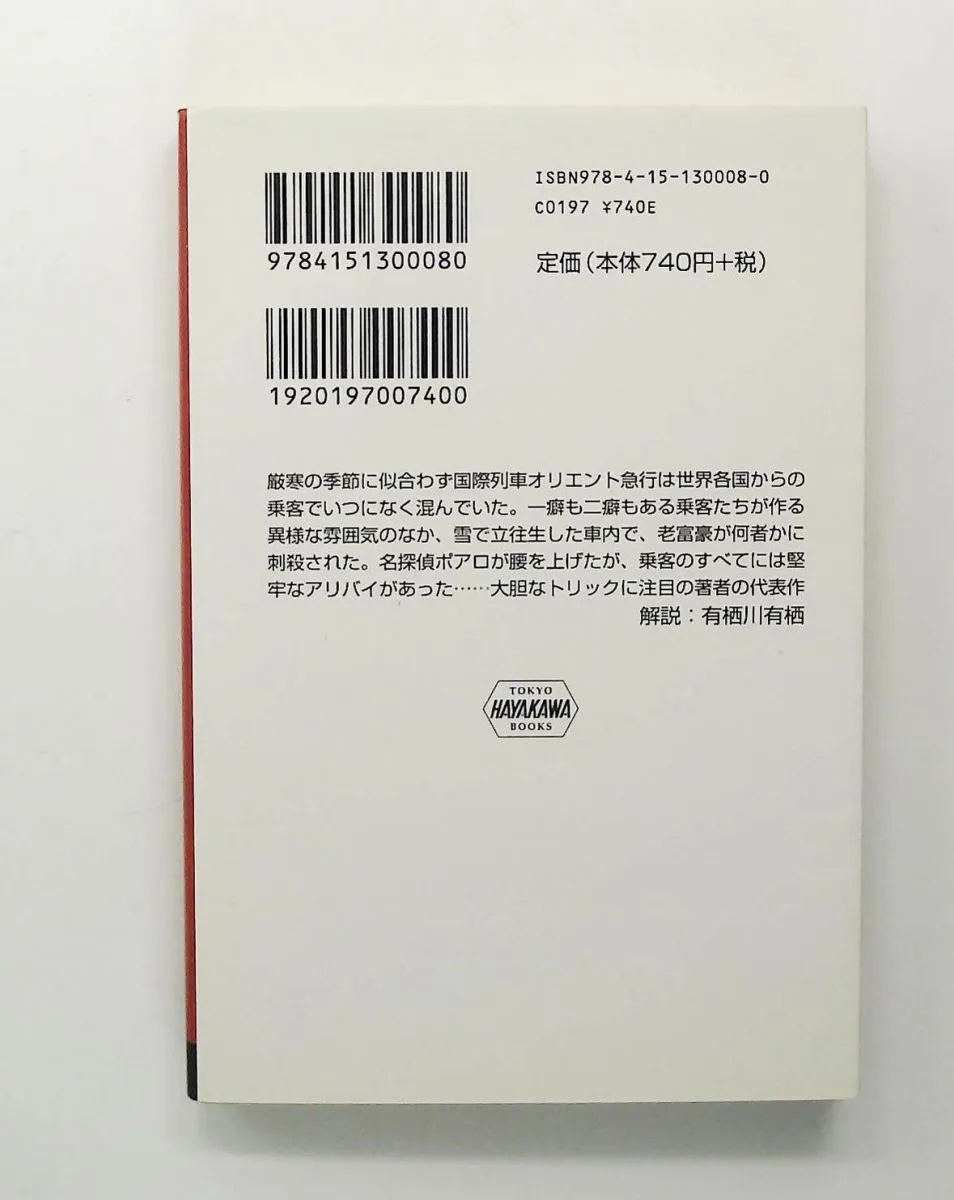 ISBN978-4-15-130008-0
C0197 ¥740E
定価(本体740円+税)
9784151300080
1920197007400
厳寒の季節に似合わず国際列車オリエント急行は世界各国からの
乗客でいつになく混んでいた。一癖も二癖もある乗客たちが作る
異様な雰囲気のなか、雪で立往生した車内で、老富豪が何者かに
刺殺された。名探偵ポアロが腰を上げたが、乗客のすべてには堅
牢なアリバイがあった……大胆なトリックに注目の著者の代表作
解説:有栖川有栖
TOKYO
HAYAKAWA
BOOKS